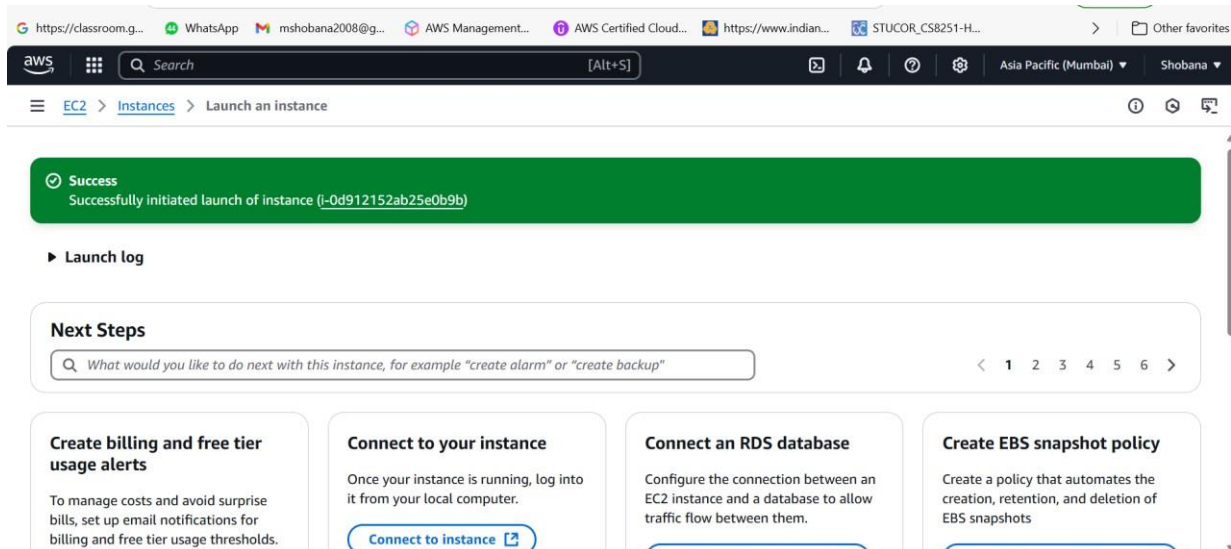 https://classroom.g... WhatsApp mshobana2008@g... AWS Management... AWS Certified Cloud... https://www.indian... STUCOR_CS8251-H... Other favorites
aws Search [Alt+S] Asia Pacific (Mumbai) Shobana
EC2 > Instances > Launch an instance
Success
Successfully initiated launch of instance (i-0d912152ab25e0b9b)
Launch log
Next Steps
What would you like to do next with this instance, for example "create alarm" or "create backup"
1 2 3 4 5 6
Create billing and free tier
usage alerts
To manage costs and avoid surprise
bills, set up email notifications for
billing and free tier usage thresholds.
Connect to your instance
Once your instance is running, log into
it from your local computer.
Connect to instance
Connect an RDS database
Configure the connection between an
EC2 instance and a database to allow
traffic flow between them.
Create EBS snapshot policy
Create a policy that automates the
creation, retention, and deletion of
EBS snapshots